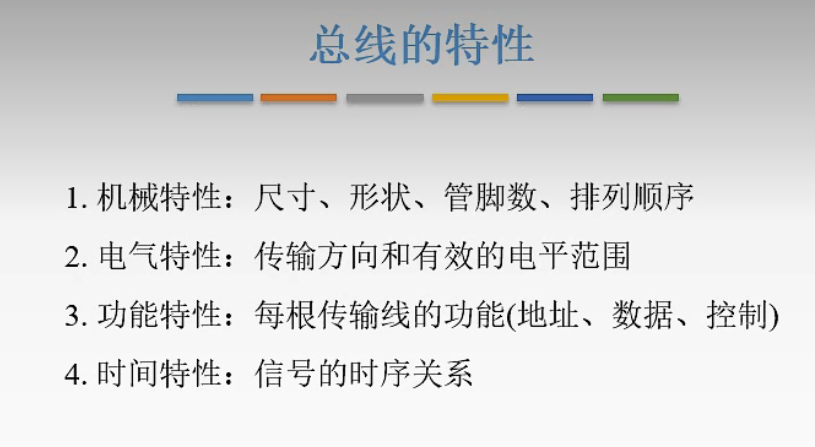 总线的特性
1. 机械特性：尺寸、形状、管脚数、排列顺序
2. 电气特性：传输方向和有效的电平范围
3. 功能特性：每根传输线的功能(地址、数据、控制)
4. 时间特性：信号的时序关系